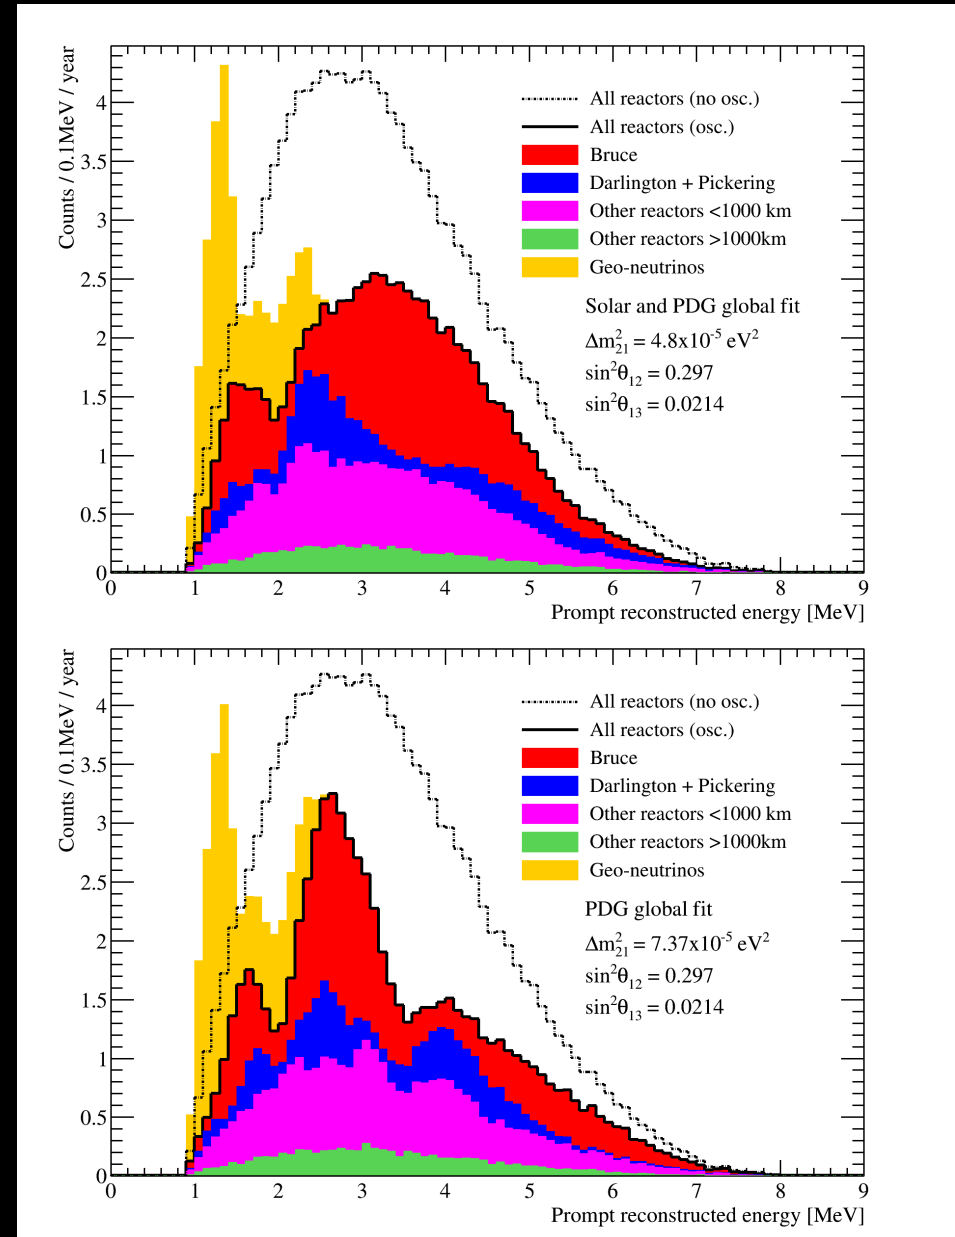 Counts / 0.1MeV / year
4
3.5
3
2.5
2
1.5
1
0.5
0
0 1 2 3 4 5 6 7 8 9
Prompt reconstructed energy [MeV]
All reactors (no osc.)
All reactors (osc.)
Bruce
Darlington + Pickering
Other reactors <1000 km
Other reactors >1000km
Geo-neutrinos
Solar and PDG global fit
Δm²₂₁ = 4.8x10⁻⁵ eV²
sin²θ₁₂ = 0.297
sin²θ₁₃ = 0.0214
Counts / 0.1MeV / year
4
3.5
3
2.5
2
1.5
1
0.5
0
0 1 2 3 4 5 6 7 8 9
Prompt reconstructed energy [MeV]
All reactors (no osc.)
All reactors (osc.)
Bruce
Darlington + Pickering
Other reactors <1000 km
Other reactors >1000km
Geo-neutrinos
PDG global fit
Δm²₂₁ = 7.37x10⁻⁵ eV²
sin²θ₁₂ = 0.297
sin²θ₁₃ = 0.0214